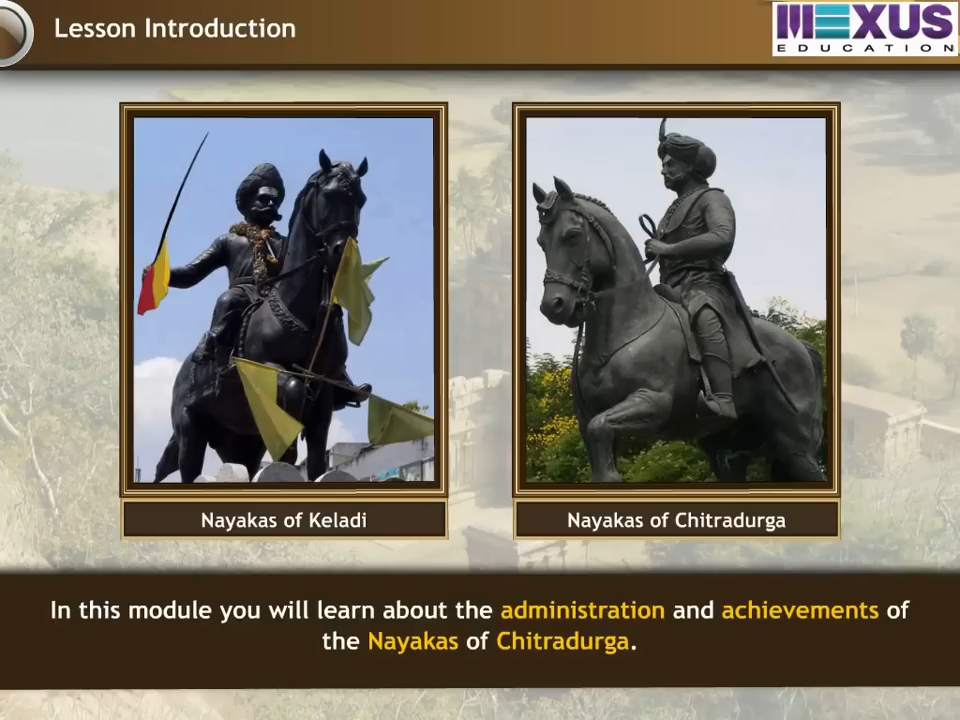 Lesson Introduction
MEXUS
EDUCATION
Nayakas of Keladi
Nayakas of Chitradurga
In this module you will learn about the administration and achievements of
the Nayakas of Chitradurga.